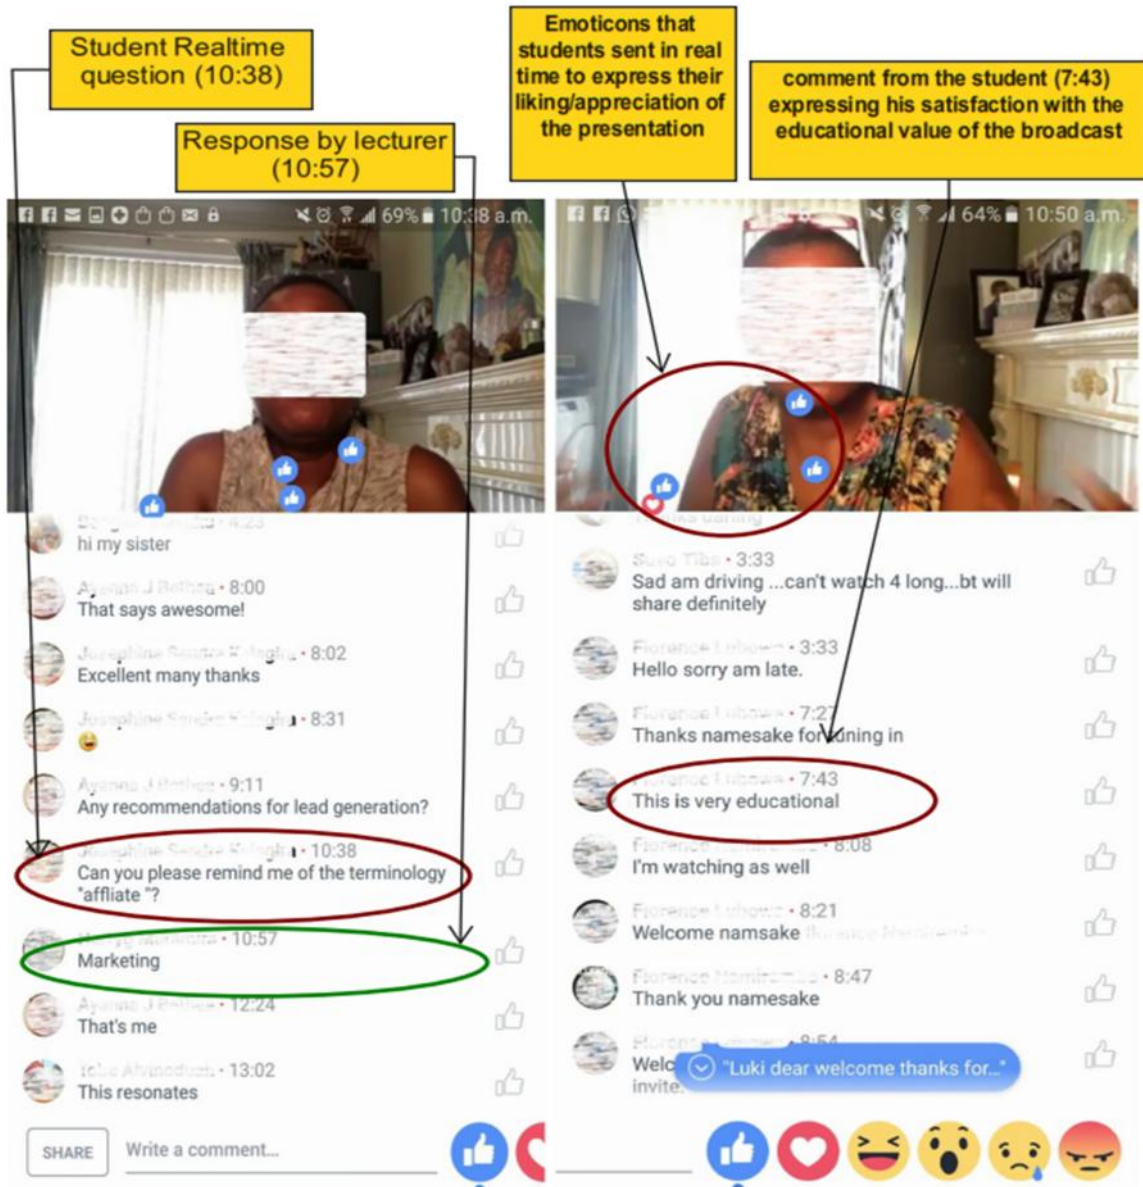 Student Realtime
question (10:38)
Response by lecturer
(10:57)
Emoticons that
students sent in real
time to express their
liking/appreciation of
the presentation
comment from the student (7:43)
expressing his satisfaction with the
educational value of the broadcast
69% 10:38 a.m.
• 4:23
hi my sister
• 8:00
That says awesome!
• 8:02
Excellent many thanks
• 8:31
• 9:11
Any recommendations for lead generation?
• 10:38
Can you please remind me of the terminology
"affliate "?
• 10:57
Marketing
• 12:24
That's me
• 13:02
This resonates
SHARE
Write a comment...
64% 10:50 a.m.
• 3:33
Sad am driving ...can't watch 4 long...bt will
share definitely
• 3:33
Hello sorry am late.
• 7:27
Thanks namesake for tuning in
• 7:43
This is very educational
• 8:08
I'm watching as well
• 8:21
Welcome namsake
• 8:47
Thank you namesake
8:54
Welc
invite.
"Luki dear welcome thanks for..."